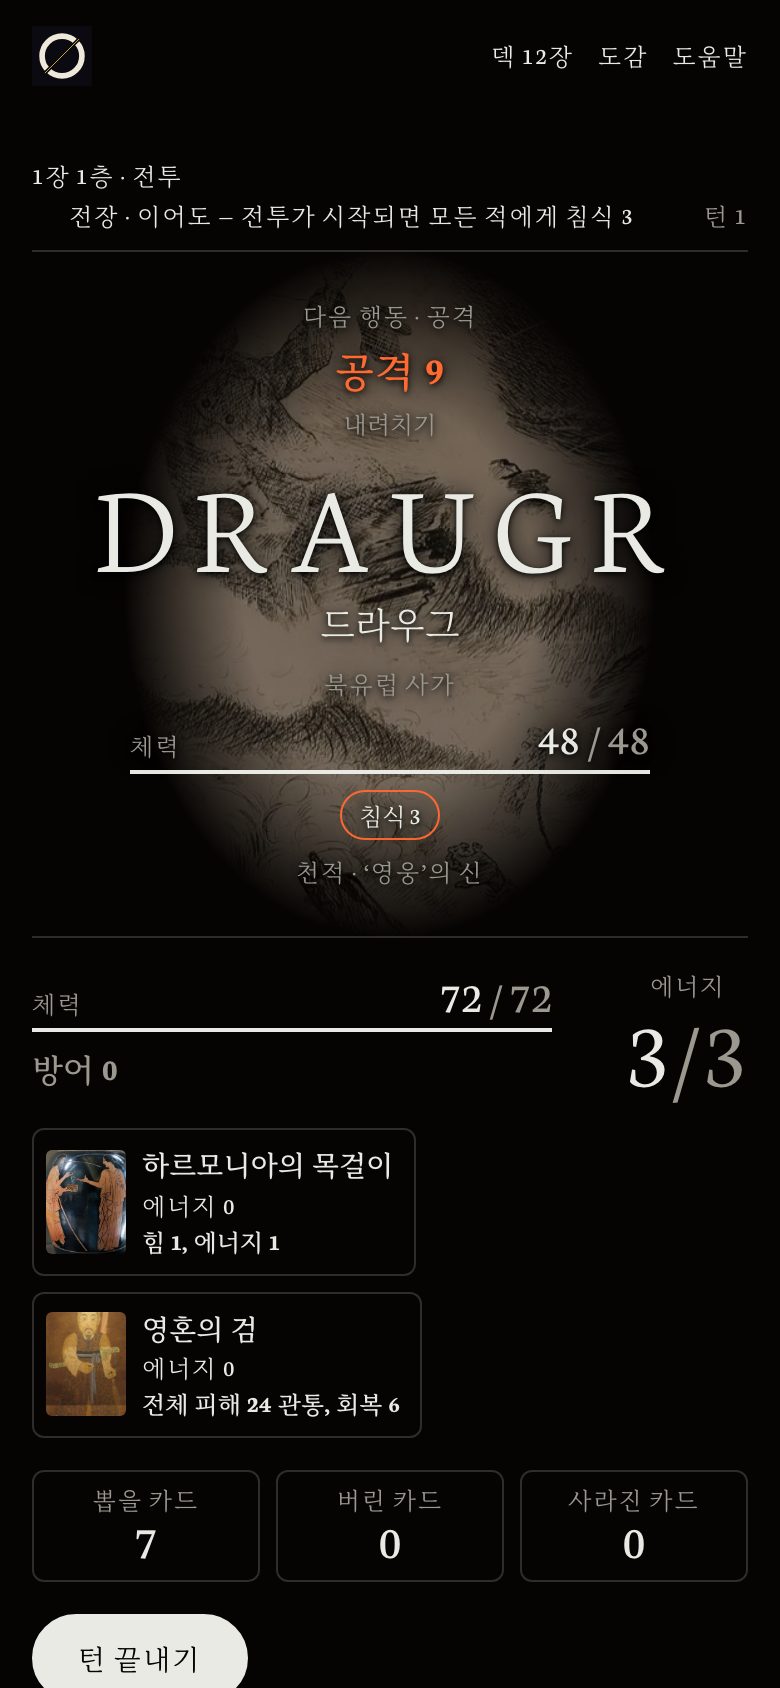 덱 12장 도감 도움말
1장 1층 · 전투
전장 · 이어도 – 전투가 시작되면 모든 적에게 침식 3
턴 1
다음 행동 · 공격
공격 9
내려치기
DRAUGR
드라우그
북유럽 사가
체력 48 / 48
침식 3
천적 · ‘영웅’의 신
체력 72 / 72
에너지
3/3
방어 0
하르모니아의 목걸이
에너지 0
힘 1, 에너지 1
영혼의 검
에너지 0
전체 피해 24 관통, 회복 6
뽑을 카드
7
버린 카드
0
사라진 카드
0
턴 끝내기